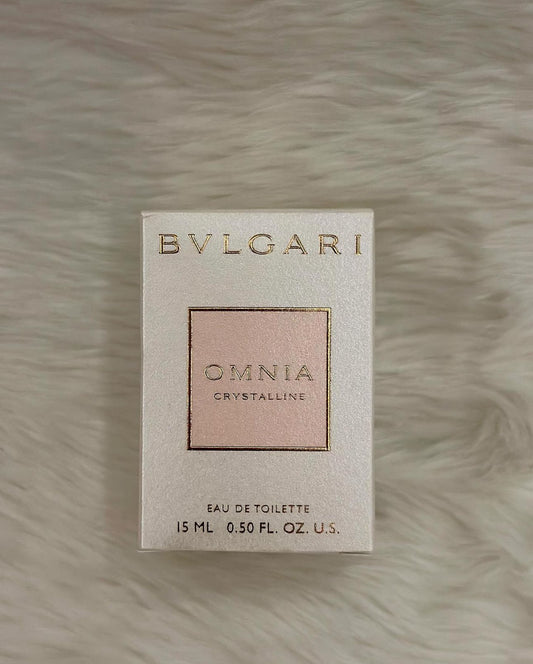 BVLGARI
OMNIA
CRYSTALLINE
EAU DE TOILETTE
15 ML 0.50 FL. OZ. U.S.